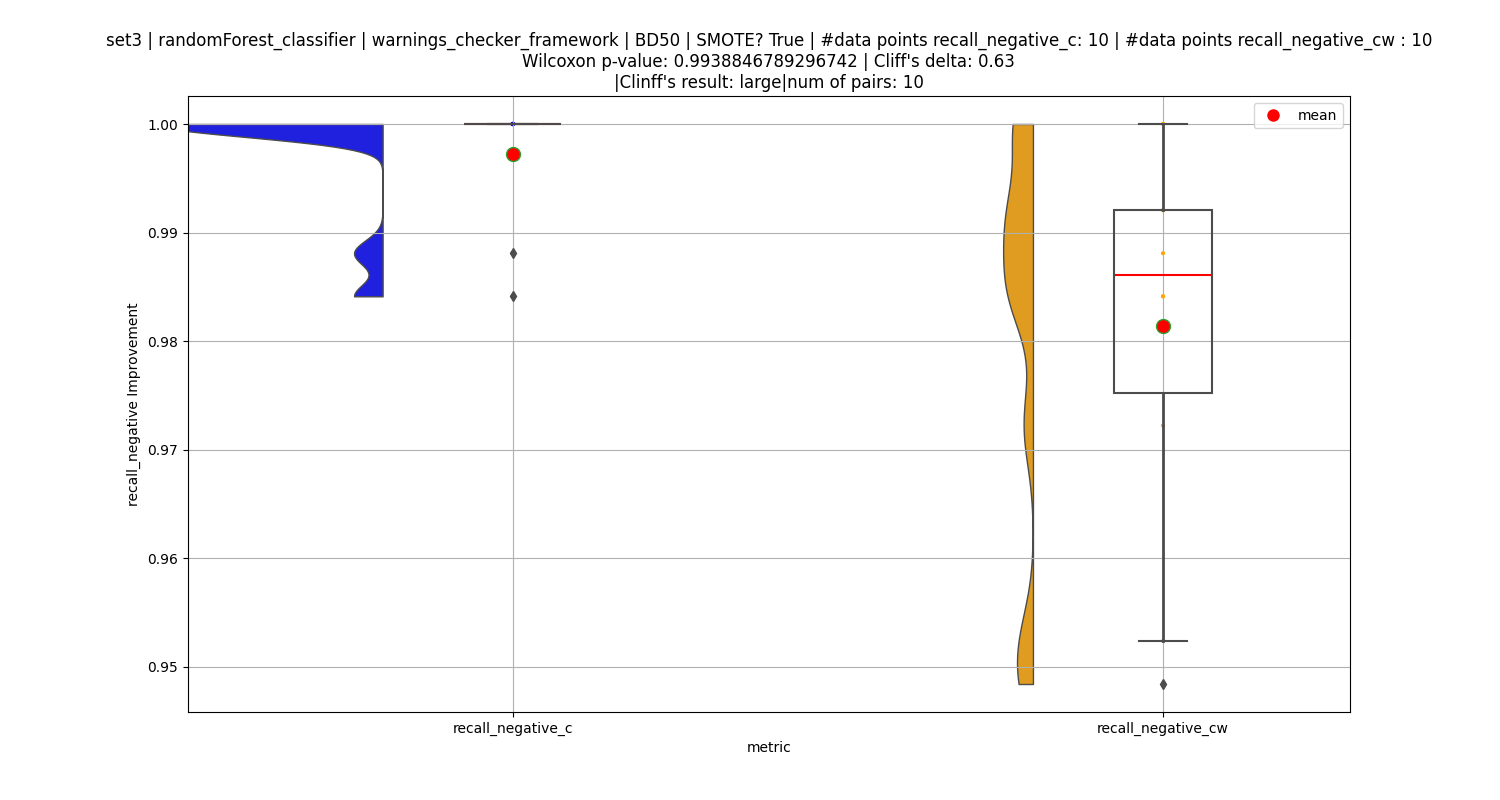 set3 | randomForest_classifier | warnings_checker_framework | BD50 | SMOTE? True | #data points recall_negative_c: 10 | #data points recall_negative_cw : 10
Wilcoxon p-value: 0.9938846789296742 | Cliff's delta: 0.63
|Clinff's result: large|num of pairs: 10
mean
1.00
0.99
0.98
0.97
0.96
0.95
recall_negative Improvement
recall_negative_c
recall_negative_cw
metric